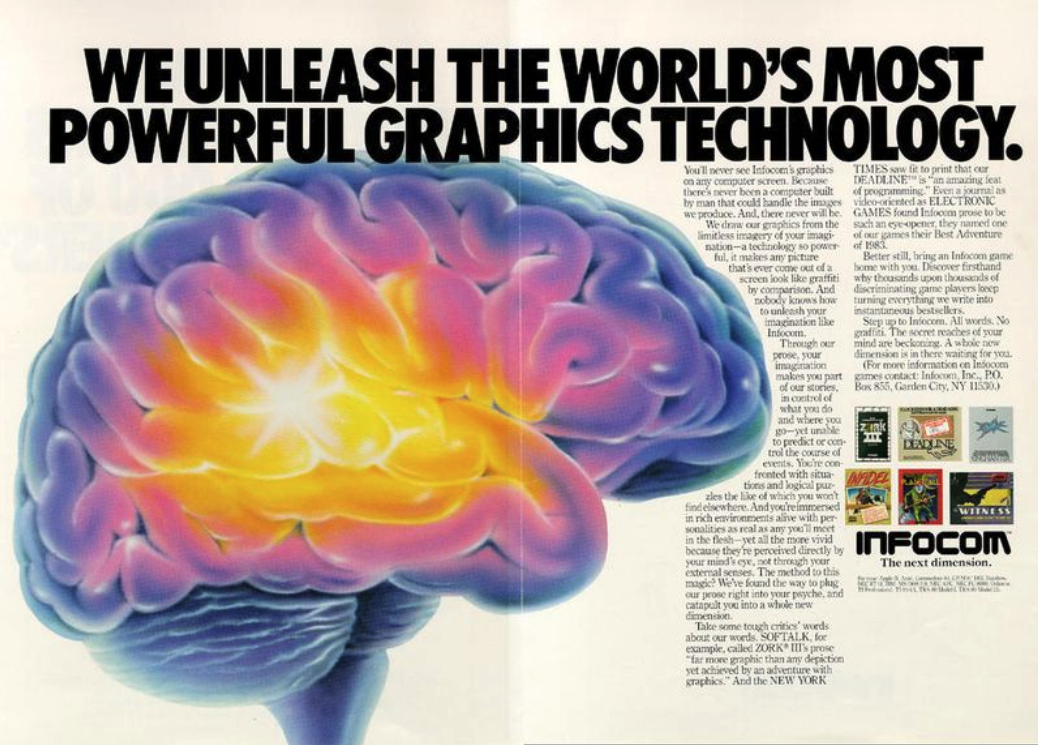 WE UNLEASH THE WORLD'S MOST
POWERFUL GRAPHICS TECHNOLOGY.
You'll never see Infocom's graphics
on any computer screen. Because
there's never been a computer built
by man that could handle the images
we produce. And, there never will be.
We draw our graphics from the
limitless imagery of your imagi-
nation—a technology so power-
ful, it makes any picture
that's ever come out of a
screen look like graffiti
by comparison. And
nobody knows how
to unleash your
imagination like
Infocom.
Through our
prose, your
imagination
makes you part
of our stories,
in control of
what you do
and where you
go—yet unable
to predict or con-
trol the course of
events. You're con-
fronted with situa-
tions and logical puz-
zles the like of which you won't
find elsewhere. And you're immersed
in rich environments alive with per-
sonalities as real as any you'll meet
in the flesh—yet all the more vivid
because they're perceived directly by
your mind's eye, not through your
external senses. The method to this
magic? We've found the way to plug
our prose right into your psyche, and
catapult you into a whole new
dimension.
Take some tough critics' words
about our words. SOFTALK, for
example, called ZORK® III's prose
"far more graphic than any depiction
yet achieved by an adventure with
graphics." And the NEW YORK
TIMES saw fit to print that our
DEADLINE™ is "an amazing feat
of programming." Even a journal as
video-oriented as ELECTRONIC
GAMES found Infocom prose to be
such an eye-opener, they named one
of our games their Best Adventure
of 1983.
Better still, bring an Infocom game
home with you. Discover firsthand
why thousands upon thousands of
discriminating game players keep
turning everything we write into
instantaneous bestsellers.
Step up to Infocom. All words. No
graffiti. The secret reaches of your
mind are beckoning. A whole new
dimension is in there waiting for you.
(For more information on Infocom
games contact: Infocom, Inc., P.O.
Box 855, Garden City, NY 11530.)
ZORK
III
DEADLINE
INFIDEL
PLANETFALL
WITNESS
INFOCOM™
The next dimension.